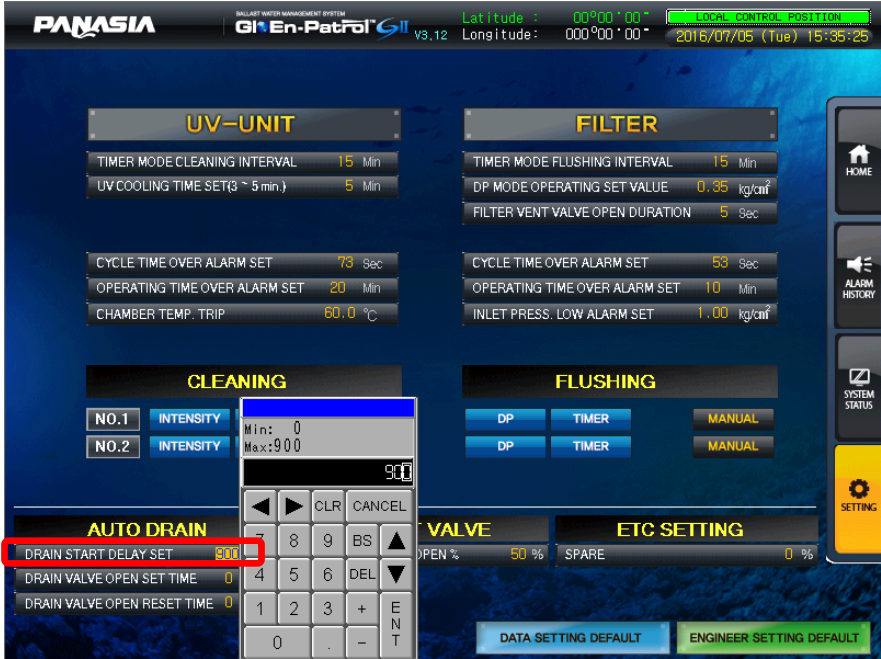 PANASIA
BALLAST WATER MANAGEMENT SYSTEM
GloEn-Patrol™ GII V3.12
Latitude : 00°00'00"
Longitude: 000°00'00"
LOCAL CONTROL POSITION
2016/07/05 (Tue) 15:35:25
UV-UNIT
TIMER MODE CLEANING INTERVAL 15 Min
UV COOLING TIME SET(3 ~ 5 min.) 5 Min
CYCLE TIME OVER ALARM SET 73 Sec
OPERATING TIME OVER ALARM SET 20 Min
CHAMBER TEMP. TRIP 60.0 ℃
FILTER
TIMER MODE FLUSHING INTERVAL 15 Min
DP MODE OPERATING SET VALUE 0.35 kg/cm²
FILTER VENT VALVE OPEN DURATION 5 Sec
CYCLE TIME OVER ALARM SET 53 Sec
OPERATING TIME OVER ALARM SET 10 Min
INLET PRESS. LOW ALARM SET 1.00 kg/cm²
HOME
ALARM
HISTORY
SYSTEM
STATUS
SETTING
CLEANING
NO.1 INTENSITY
NO.2 INTENSITY
FLUSHING
DP TIMER MANUAL
DP TIMER MANUAL
Min: 0
Max:900
900
◀ ▶ CLR CANCEL
7 8 9 BS ▲
4 5 6 DEL ▼
1 2 3 + ENT
0 . -
AUTO DRAIN
DRAIN START DELAY SET 900
DRAIN VALVE OPEN SET TIME 0
DRAIN VALVE OPEN RESET TIME 0
VALVE
OPEN % 50 %
ETC SETTING
SPARE 0 %
DATA SETTING DEFAULT
ENGINEER SETTING DEFAULT